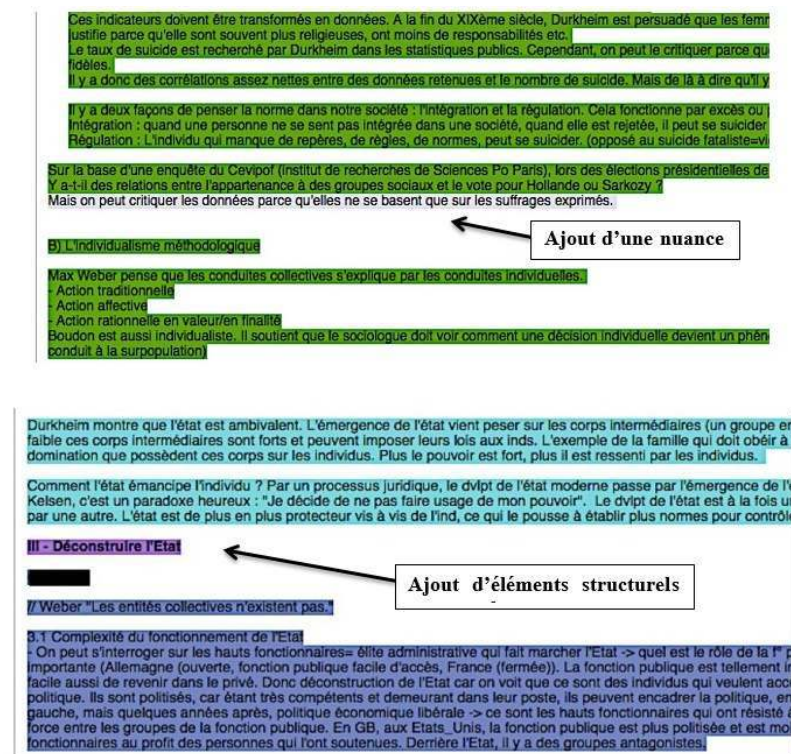 Ces indicateurs doivent être transformés en données. A la fin du XIXème siècle, Durkheim est persuadé que les
justifie parce qu'elle sont souvent plus religieuses, ont moins de responsabilités etc.
Le taux de suicide est recherché par Durkheim dans les statistiques publics. Cependant, on peut le critiquer parce
fidèles.
Il y a donc des corrélations assez nettes entre des données retenues et le nombre de suicide. Mais de là à dire qu'il y
Il y a deux façons de penser la norme dans notre société : l'intégration et la régulation. Cela fonctionne par excès ou
Intégration : quand une personne ne se sent pas intégrée dans une société, quand elle est rejetée, il peut se suicider
Régulation : L'individu qui manque de repères, de règles, de normes, peut se suicider. (opposé au suicide
Sur la base d'une enquête du Cevipof (institut de recherches de Sciences Po Paris), lors des élections présidentielles de
Y a-t-il des relations entre l'appartenance à des groupes sociaux et le vote pour Hollande ou Sarkozy ?
Mais on peut critiquer les données parce qu'elles ne se basent que sur les suffrages exprimés.
Ajout d'une nuance
B) L'individualisme méthodologique
Max Weber pense que les conduites collectives s'explique par les conduites individuelles.
- Action traditionnelle
- Action affective
- Action rationnelle en valeur/en finalité
Boudon est aussi individualiste. Il soutient que le sociologue doit voir comment une décision individuelle devient un
conduit à la surpopulation)
Durkheim montre que l'état est ambivalent. L'émergence de l'état vient peser sur les corps intermédiaires (un groupe
faible ces corps intermédiaires sont forts et peuvent imposer leurs lois aux inds. L'exemple de la famille qui doit obéir à
domination que possèdent ces corps sur les individus. Plus le pouvoir est fort, plus il est ressenti par les individus.
Comment l'état émancipe l'individu ? Par un processus juridique, le dvlpt de l'état moderne passe par l'émergence de
Kelsen, c'est un paradoxe heureux : "Je décide de ne pas faire usage de mon pouvoir". Le dvlpt de l'état est à la fois
par une autre. L'état est de plus en plus protecteur vis à vis de l'ind, ce qui le pousse à établir plus normes pour
III - Déconstruire l'Etat
Ajout d'éléments structurels
// Weber "Les entités collectives n'existent pas."
3.1 Complexité du fonctionnement de l'Etat
- On peut s'interroger sur les hauts fonctionnaires= élite administrative qui fait marcher l'Etat -> quel est le rôle de la f°
importante (Allemagne (ouverte, fonction publique facile d'accès, France (fermée)). La fonction publique est tellement
facile aussi de revenir dans le privé. Donc déconstruction de l'Etat car on voit que ce sont des individus qui veulent
politique. Ils sont politisés, car étant très compétents et demeurant dans leur poste, ils peuvent encadrer la politique,
gauche, mais quelques années après, politique économique libérale -> ce sont les hauts fonctionnaires qui ont résisté
force entre les groupes de la fonction publique. En GB, aux Etats_Unis, la fonction publique est plus politisée et est
fonctionnaires au profit des personnes qui l'ont soutenues. Derrière l'Etat, il y a des groupes antagonistes.